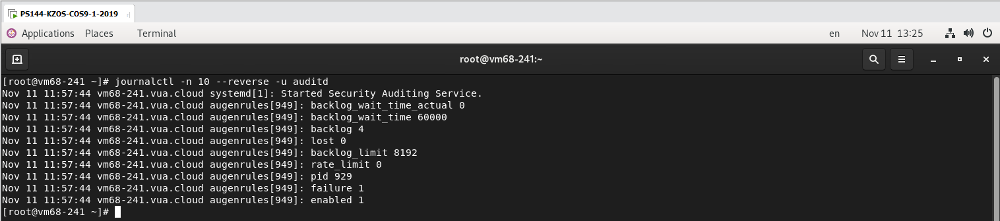 PS144-KZOS-COS9-1-2019
Applications Places Terminal en Nov 11 13:25
root@vm68-241:~
[root@vm68-241 ~]# journalctl -n 10 --reverse -u auditd
Nov 11 11:57:44 vm68-241.vua.cloud systemd[1]: Started Security Auditing Service.
Nov 11 11:57:44 vm68-241.vua.cloud augenrules[949]: backlog_wait_time_actual 0
Nov 11 11:57:44 vm68-241.vua.cloud augenrules[949]: backlog_wait_time 60000
Nov 11 11:57:44 vm68-241.vua.cloud augenrules[949]: backlog 4
Nov 11 11:57:44 vm68-241.vua.cloud augenrules[949]: lost 0
Nov 11 11:57:44 vm68-241.vua.cloud augenrules[949]: backlog_limit 8192
Nov 11 11:57:44 vm68-241.vua.cloud augenrules[949]: rate_limit 0
Nov 11 11:57:44 vm68-241.vua.cloud augenrules[949]: pid 929
Nov 11 11:57:44 vm68-241.vua.cloud augenrules[949]: failure 1
Nov 11 11:57:44 vm68-241.vua.cloud augenrules[949]: enabled 1
[root@vm68-241 ~]#